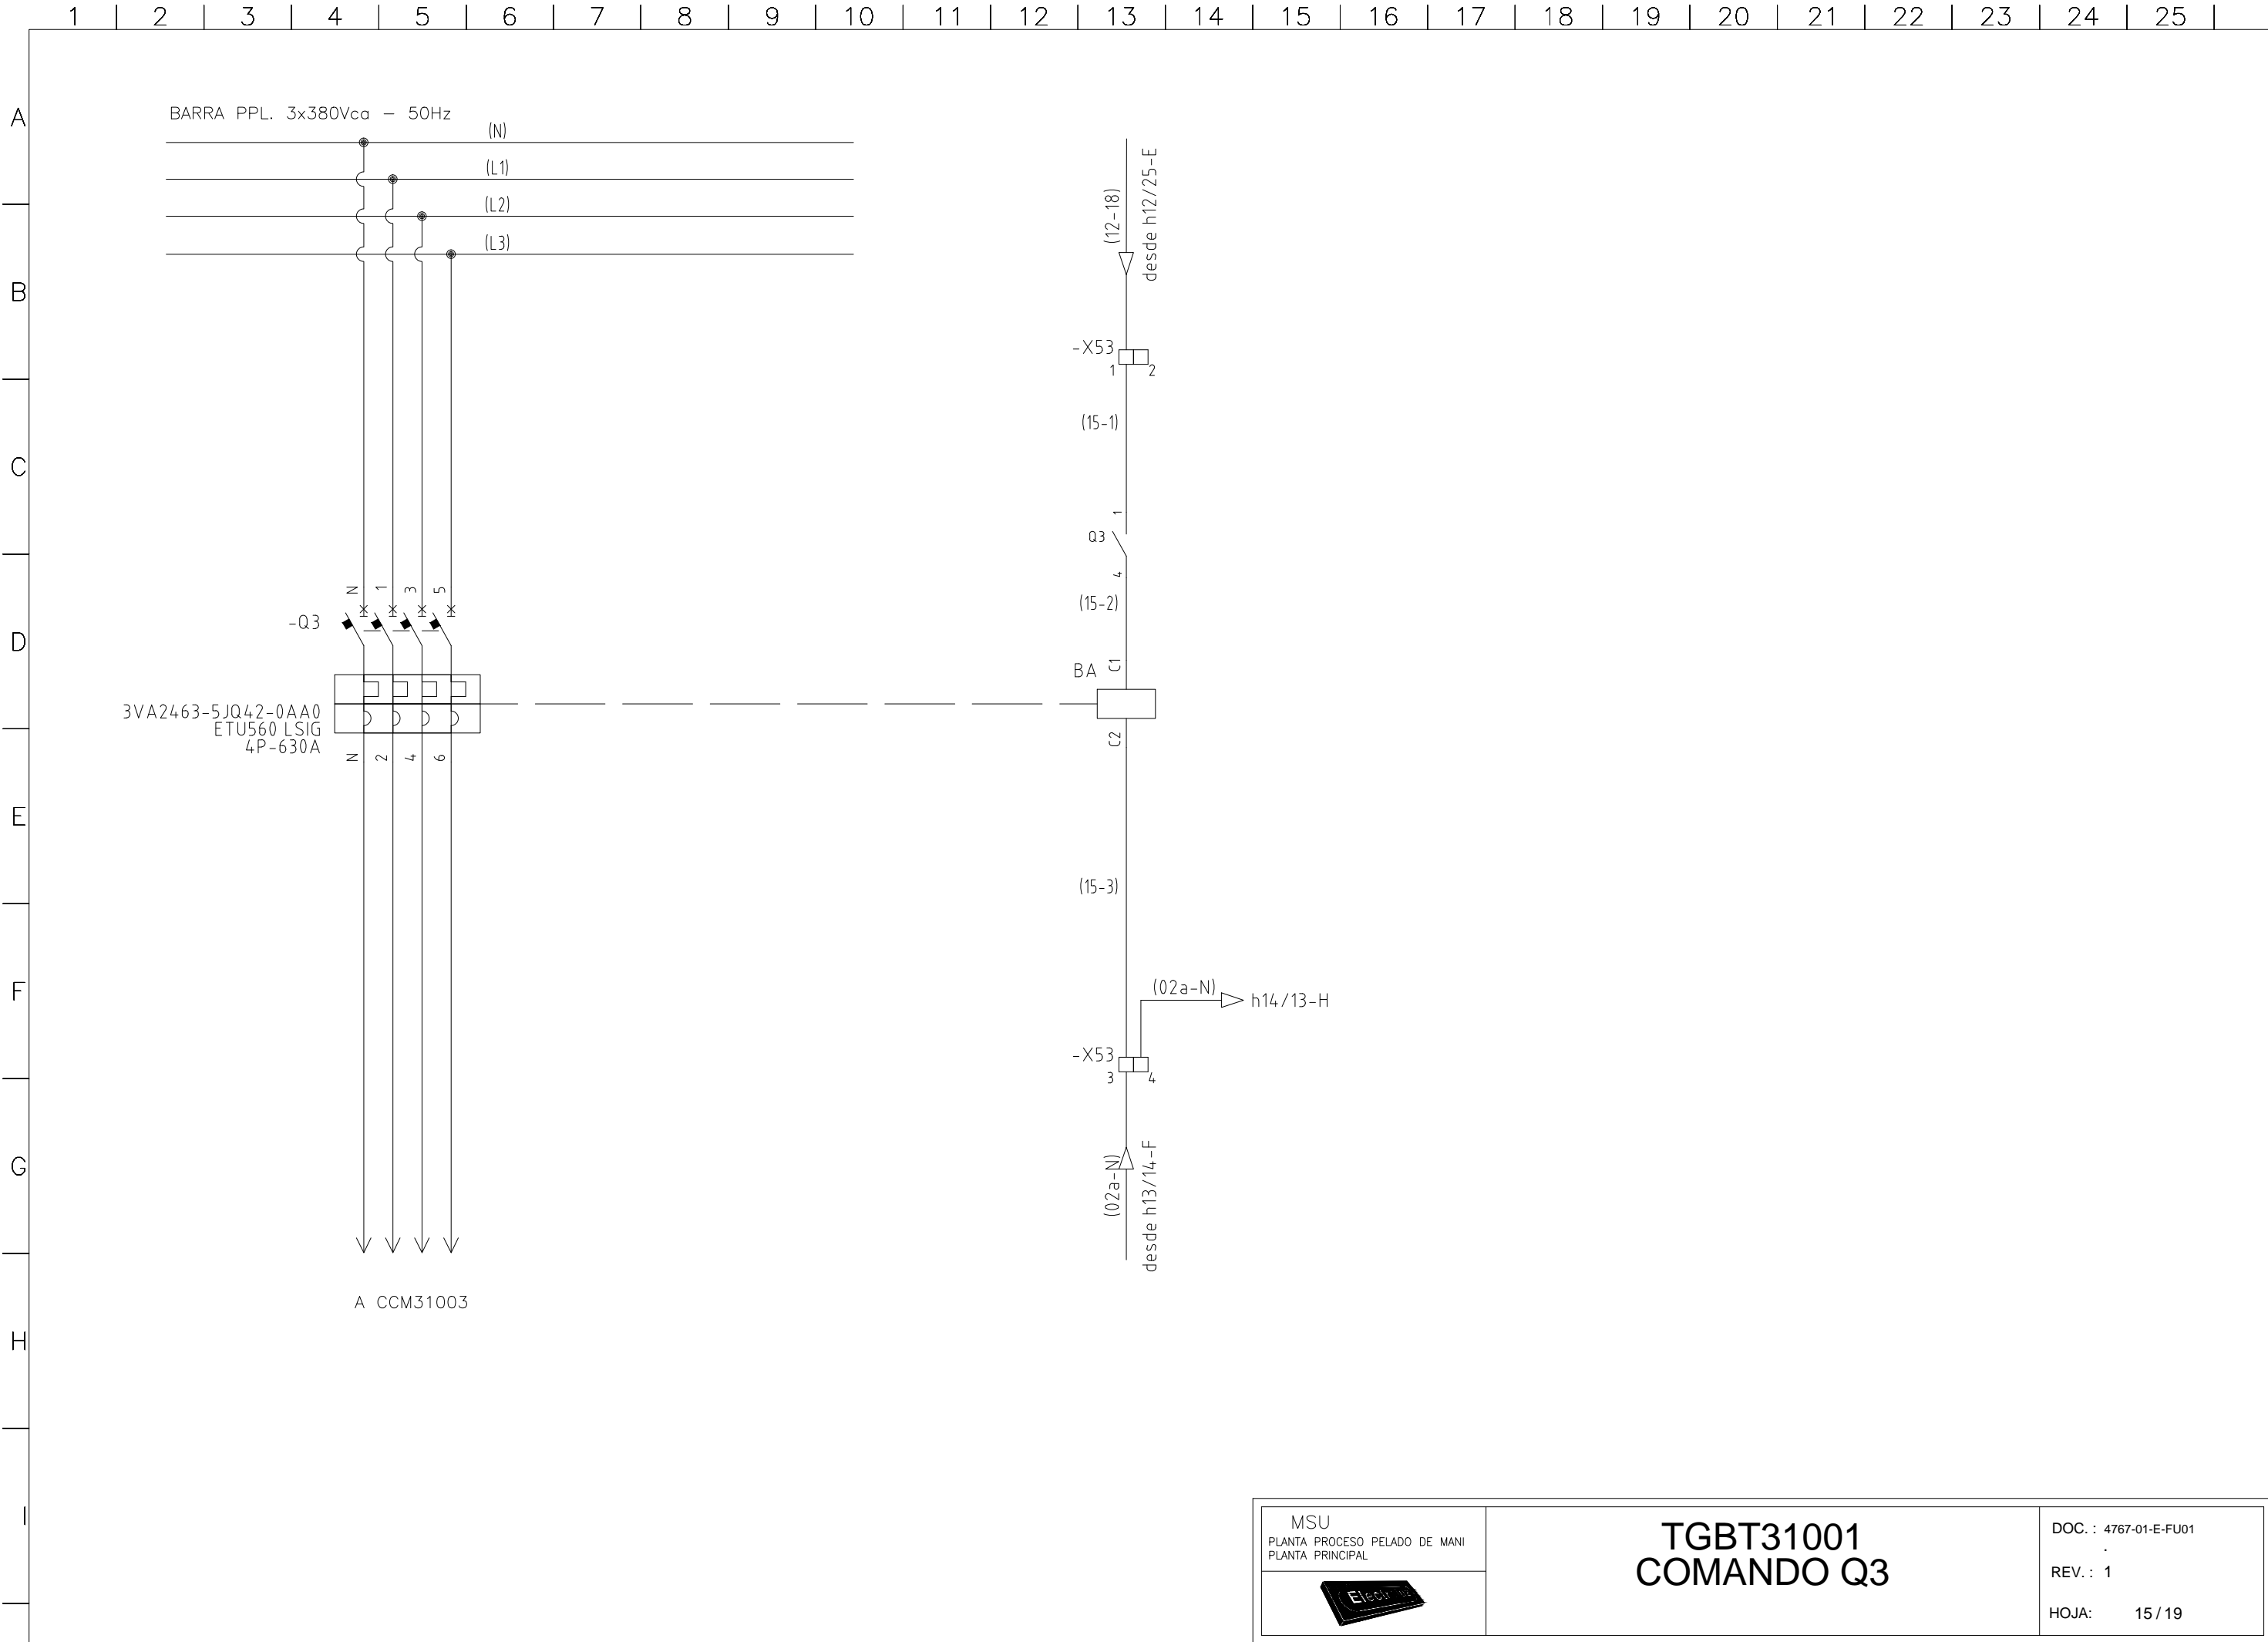 1 2 3 4 5 6 7 8 9 10 11 12 13 14 15 16 17 18 19 20 21 22 23 24 25
A
B
C
D
E
F
G
H
I
BARRA PPL. 3x380Vca - 50Hz
(N)
(L1)
(L2)
(L3)
N 1 3 5
-Q3
3VA2463-5JQ42-0AA0
ETU560 LSIG
4P-630A
N 2 4 6
A CCM31003
(12-18)
desde h12/25-E
-X53
1 2
(15-1)
1
Q3
4
(15-2)
BA C1
C2
(15-3)
(02a-N)
h14/13-H
-X53
3 4
(02a-N)
desde h13/14-F
MSU
PLANTA PROCESO PELADO DE MANI
PLANTA PRINCIPAL
TGBT31001
COMANDO Q3
DOC. : 4767-01-E-FU01
.
REV. : 1
HOJA: 15 / 19